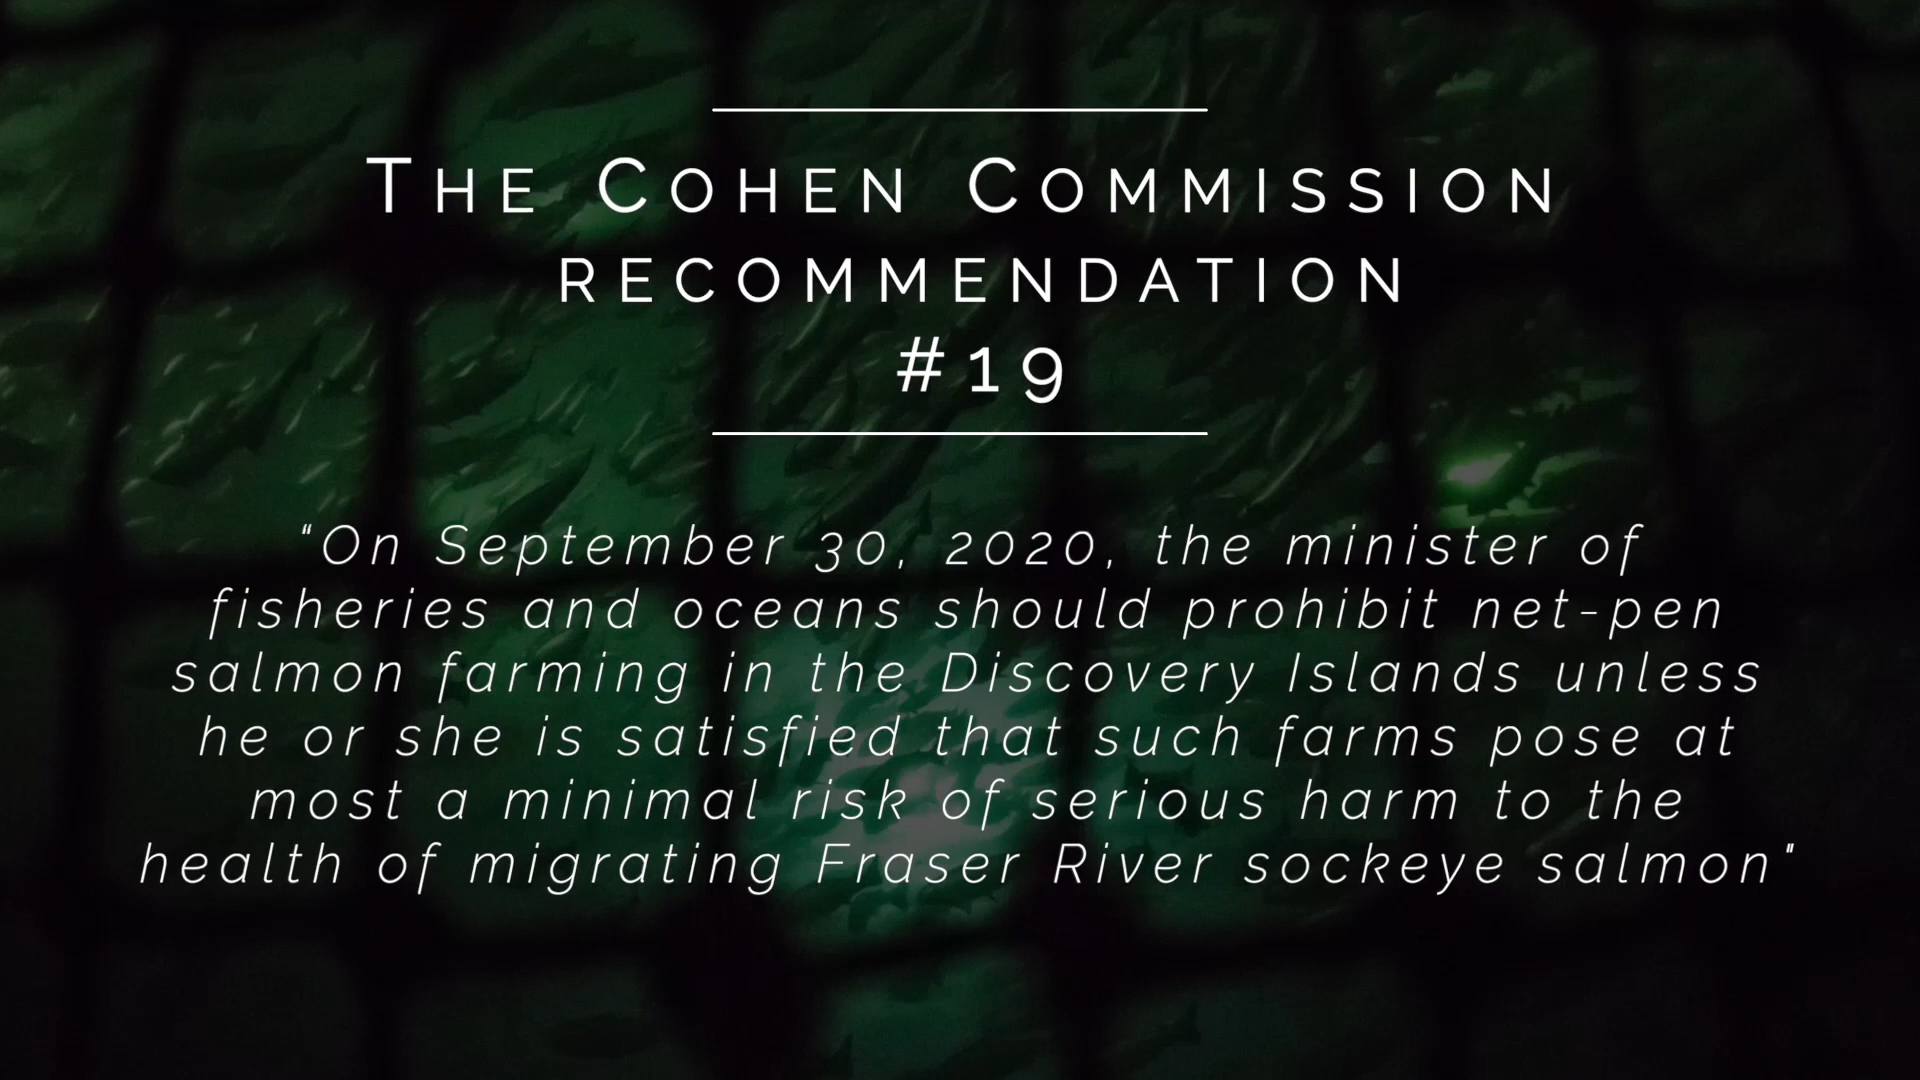 The Cohen Commission
recommendation
#19
“On September 30, 2020, the minister of
fisheries and oceans should prohibit net-pen
salmon farming in the Discovery Islands unless
he or she is satisfied that such farms pose at
most a minimal risk of serious harm to the
health of migrating Fraser River sockeye salmon"